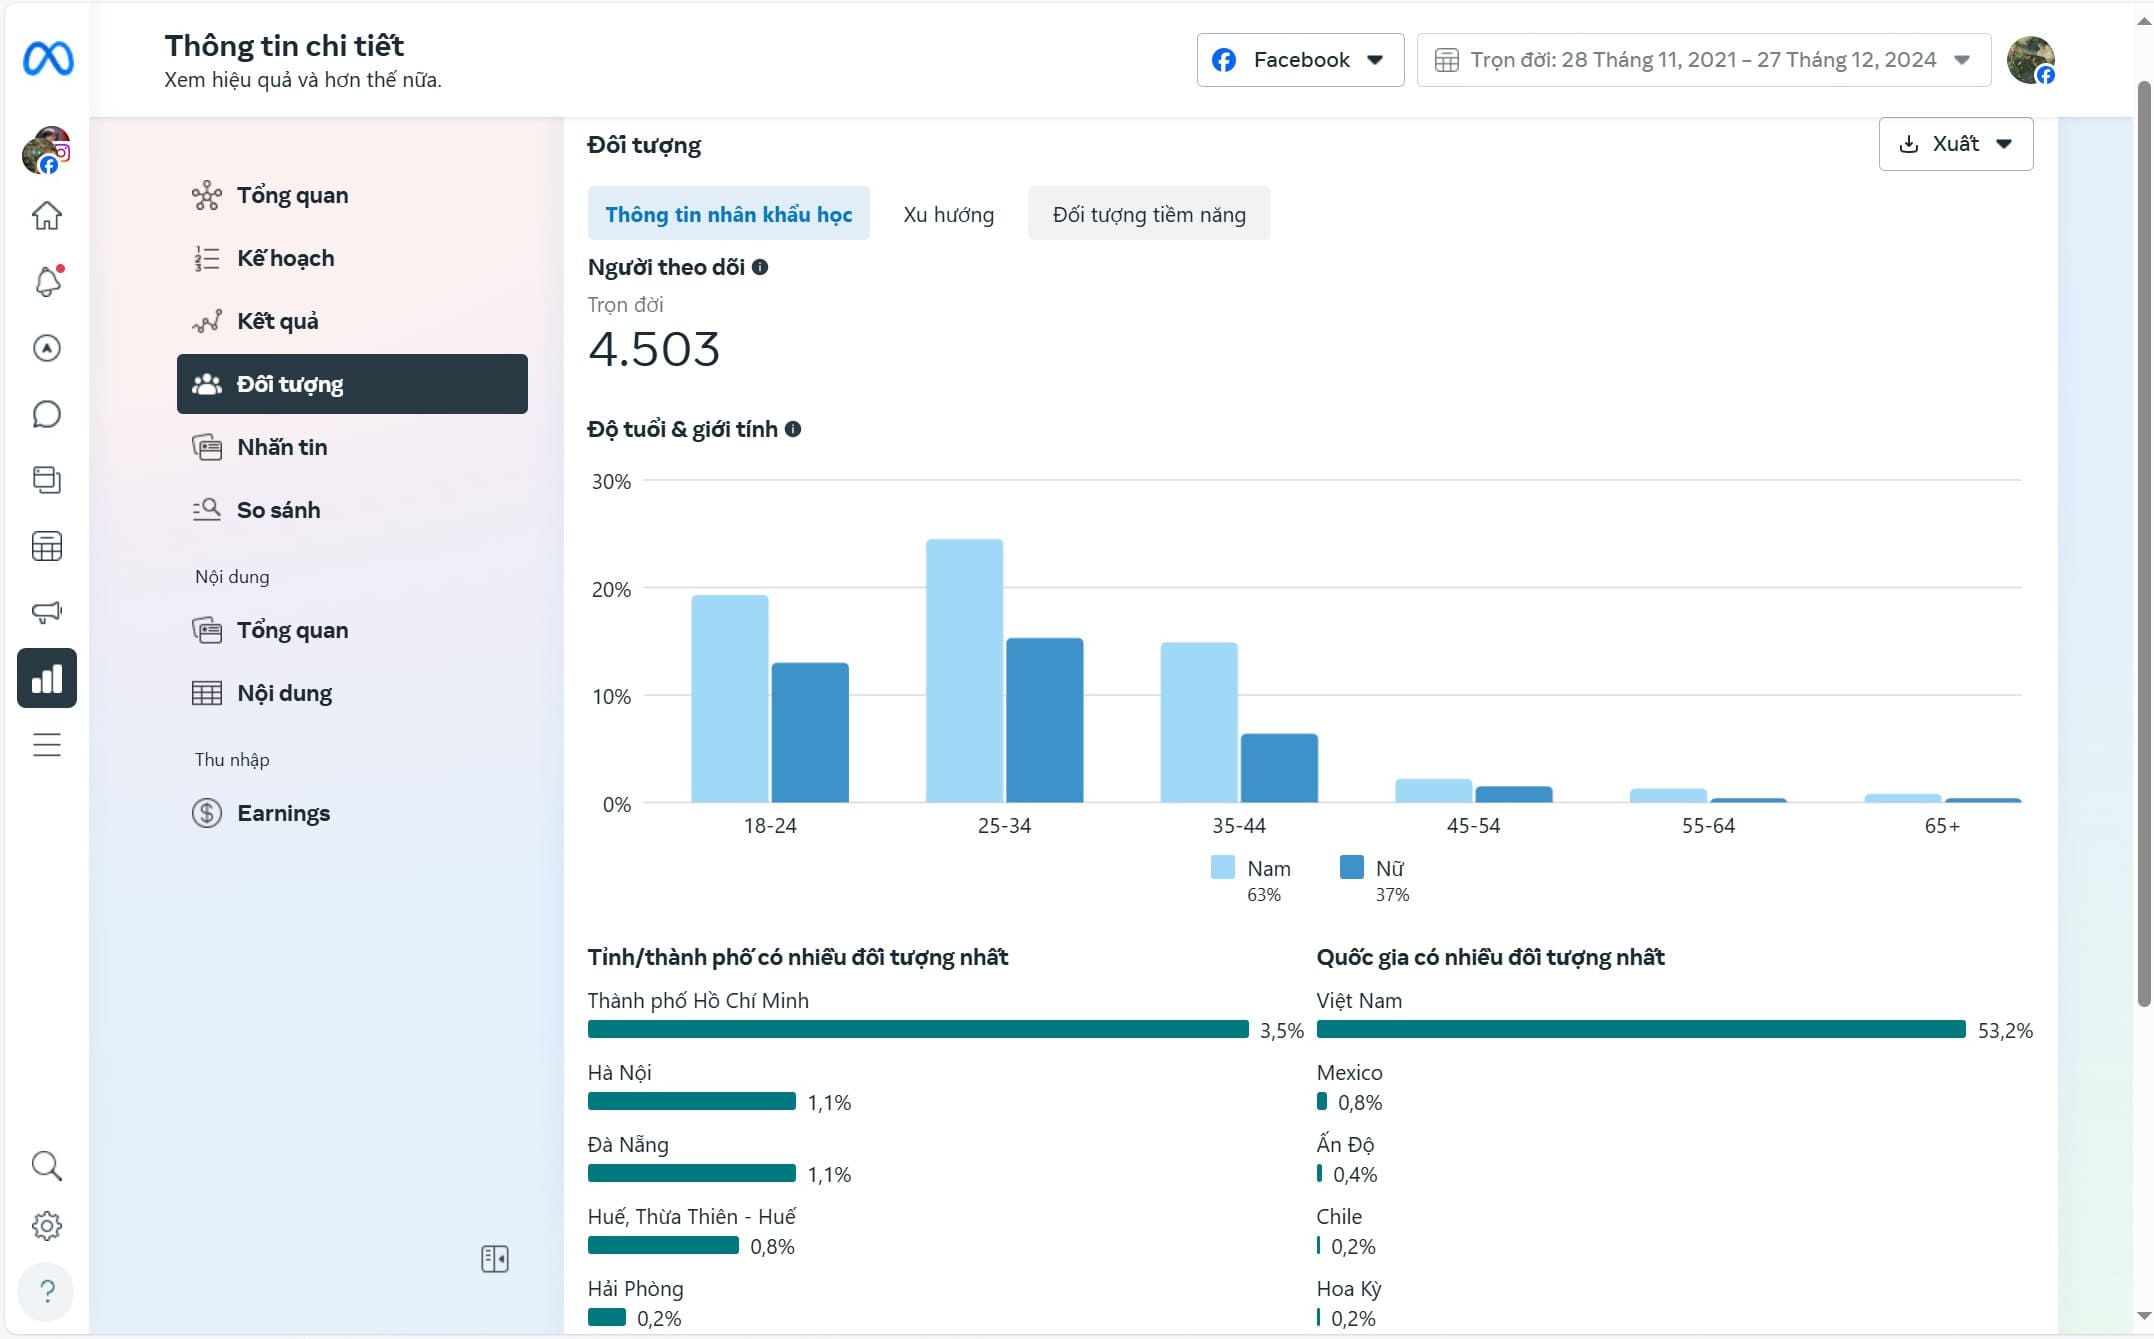 Thông tin chi tiết
Xem hiệu quả và hơn thế nữa.
Facebook
Trọn đời: 28 Tháng 11, 2021 – 27 Tháng 12, 2024
Tổng quan
Kế hoạch
Kết quả
Đối tượng
Nhắn tin
So sánh
Nội dung
Tổng quan
Nội dung
Thu nhập
Earnings
Đối tượng
Xuất
Thông tin nhân khẩu học
Xu hướng
Đối tượng tiềm năng
Người theo dõi
Trọn đời
4.503
Độ tuổi & giới tính
30%
20%
10%
0%
18-24
25-34
35-44
45-54
55-64
65+
Nam
63%
Nữ
37%
Tỉnh/thành phố có nhiều đối tượng nhất
Thành phố Hồ Chí Minh
3,5%
Hà Nội
1,1%
Đà Nẵng
1,1%
Huế, Thừa Thiên - Huế
0,8%
Hải Phòng
0,2%
Quốc gia có nhiều đối tượng nhất
Việt Nam
53,2%
Mexico
0,8%
Ấn Độ
0,4%
Chile
0,2%
Hoa Kỳ
0,2%